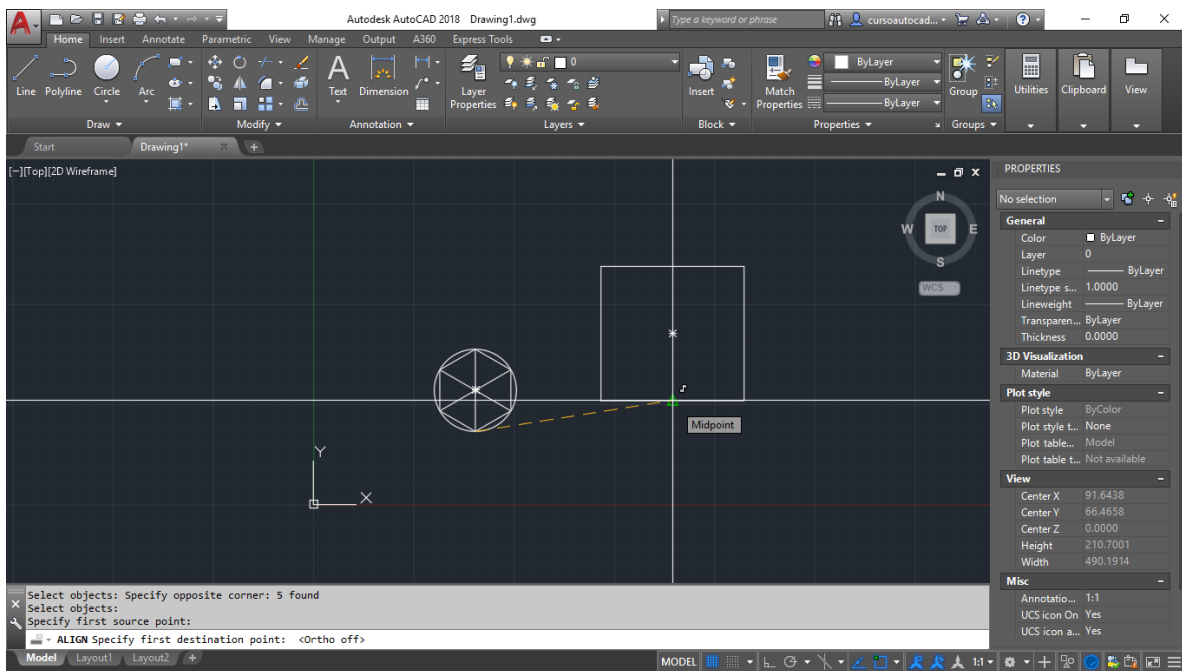 Autodesk AutoCAD 2018 Drawing1.dwg Type a keyword or phrase cursoautocad...
Home Insert Annotate Parametric View Manage Output A360 Express Tools
0 ByLayer
ByLayer
Line Polyline Circle Arc Text Dimension Layer Properties Insert Match Properties Group Utilities Clipboard View
ByLayer
Draw Modify Annotation Layers Block Properties Groups
Start Drawing1* +
[−][Top][2D Wireframe] PROPERTIES
N
No selection
W TOP E
General
Color ByLayer
S
Layer 0
Linetype ByLayer
WCS
Linetype s... 1.0000
Lineweight ByLayer
Transparen... ByLayer
Thickness 0.0000
3D Visualization
Material ByLayer
Plot style
Plot style ByColor
Midpoint
Plot style t... None
Plot table... Model
Y
Plot table t... Not available
View
X
Center X 91.6438
Center Y 66.4658
Center Z 0.0000
Height 210.7001
Width 490.1914
Misc
Select objects: Specify opposite corner: 5 found
Annotatio... 1:1
Select objects:
UCS icon On Yes
Specify first source point:
UCS icon a... Yes
ALIGN Specify first destination point: <Ortho off>
Model Layout1 Layout2 + MODEL 1:1